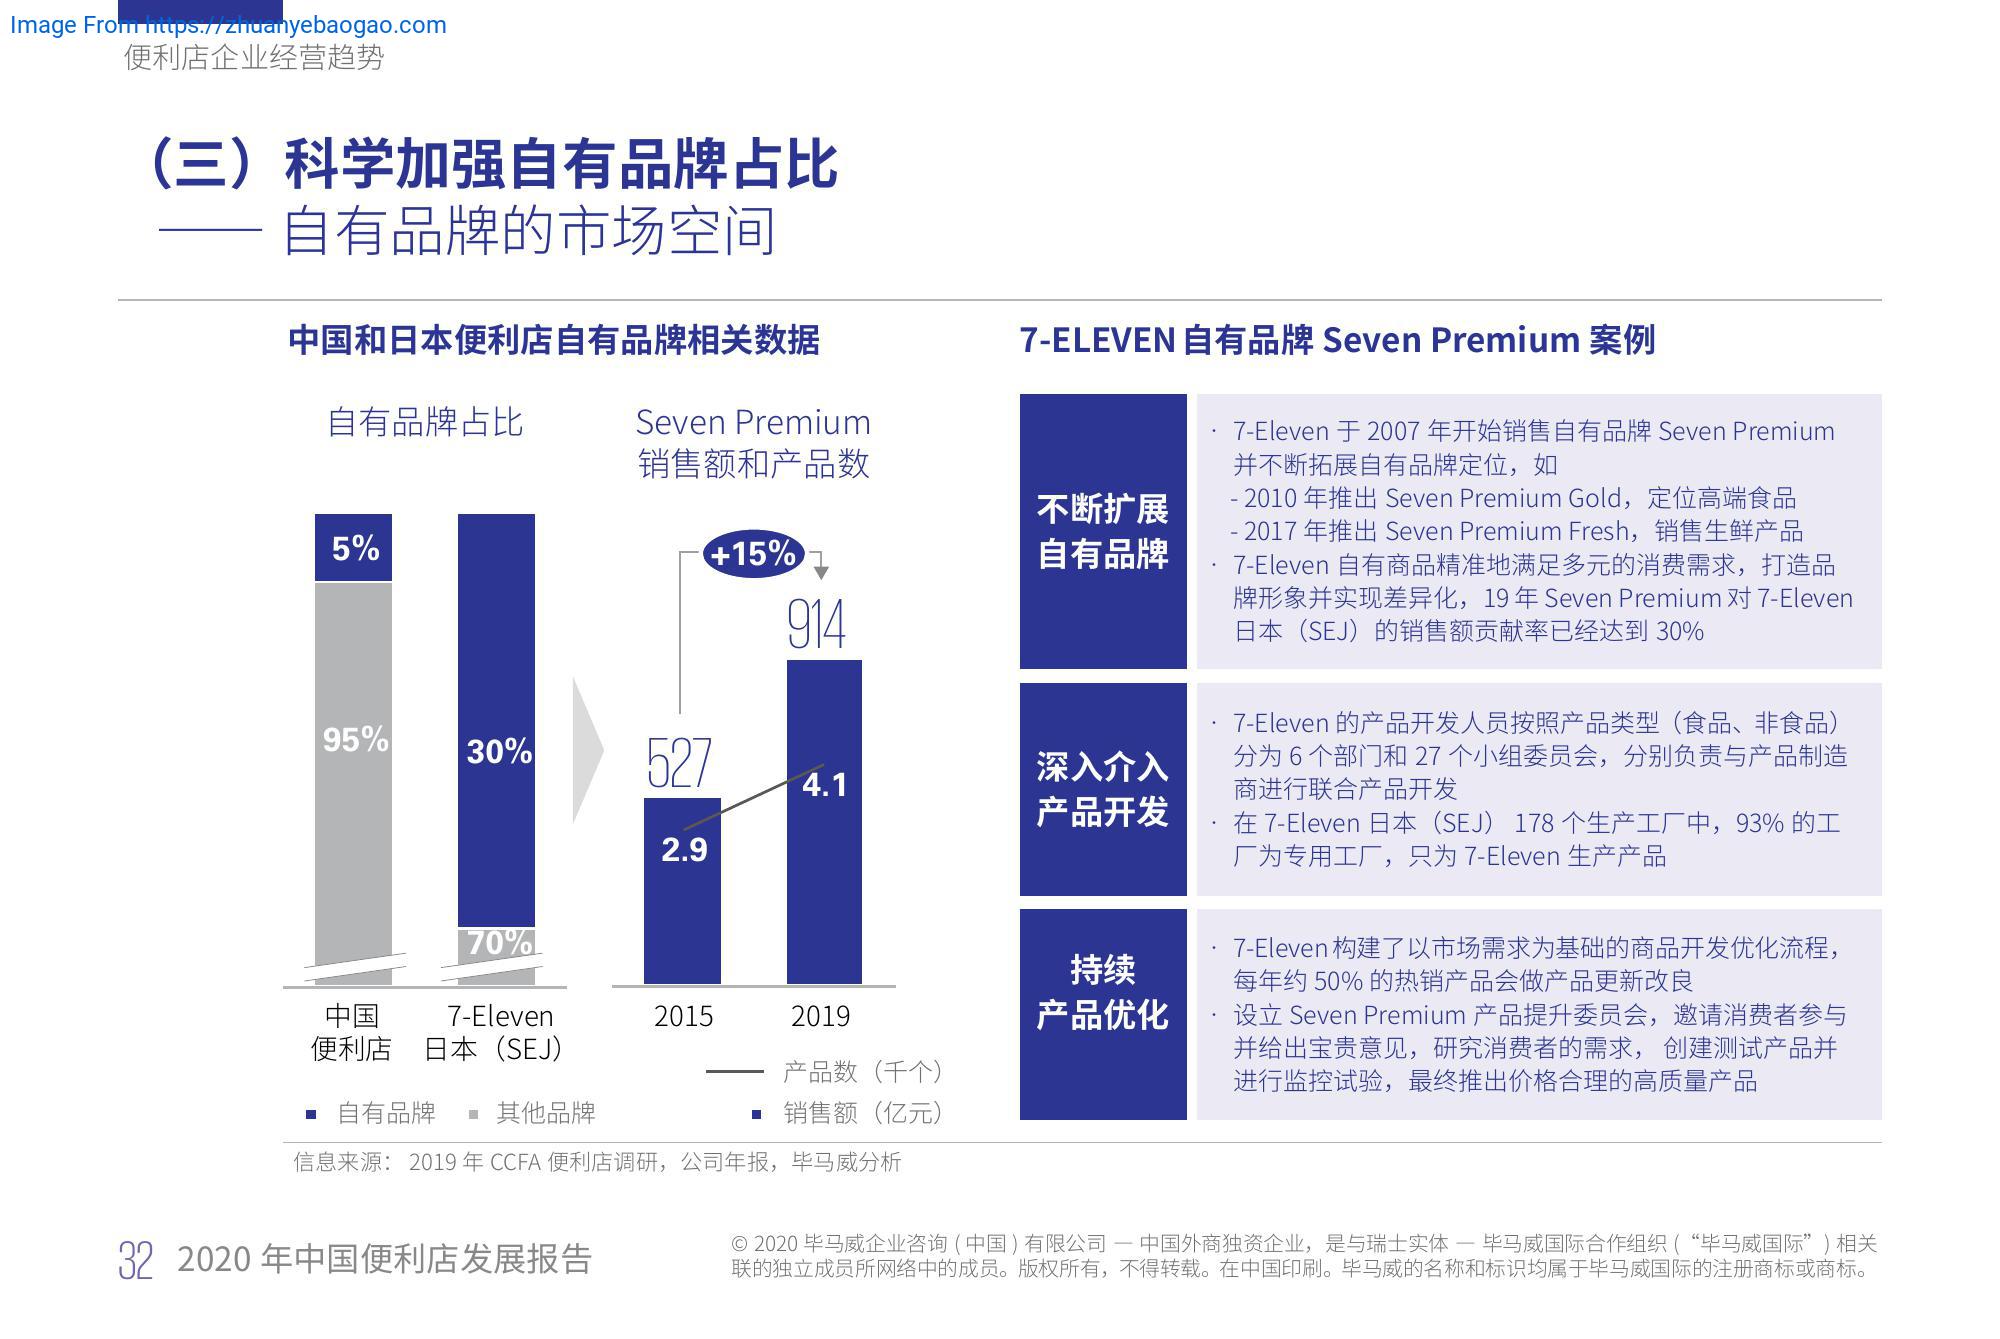 Image From https://zhuanyebaogao.com
便利店企业经营趋势
（三）科学加强自有品牌占比
—— 自有品牌的市场空间
中国和日本便利店自有品牌相关数据
自有品牌占比
Seven Premium
销售额和产品数
5%
95%
30%
70%
+15%
914
527
4.1
2.9
中国
便利店
7-Eleven
日本（SEJ）
2015
2019
产品数（千个）
自有品牌 其他品牌
销售额（亿元）
7-ELEVEN 自有品牌 Seven Premium 案例
不断扩展
自有品牌
· 7-Eleven 于 2007 年开始销售自有品牌 Seven Premium
并不断拓展自有品牌定位，如
- 2010 年推出 Seven Premium Gold，定位高端食品
- 2017 年推出 Seven Premium Fresh，销售生鲜产品
· 7-Eleven 自有商品精准地满足多元的消费需求，打造品
牌形象并实现差异化，19 年 Seven Premium 对 7-Eleven
日本（SEJ）的销售额贡献率已经达到 30%
深入介入
产品开发
· 7-Eleven 的产品开发人员按照产品类型（食品、非食品）
分为 6 个部门和 27 个小组委员会，分别负责与产品制造
商进行联合产品开发
· 在 7-Eleven 日本（SEJ） 178 个生产工厂中，93% 的工
厂为专用工厂，只为 7-Eleven 生产产品
持续
产品优化
· 7-Eleven 构建了以市场需求为基础的商品开发优化流程，
每年约 50% 的热销产品会做产品更新改良
· 设立 Seven Premium 产品提升委员会，邀请消费者参与
并给出宝贵意见，研究消费者的需求， 创建测试产品并
进行监控试验，最终推出价格合理的高质量产品
信息来源： 2019 年 CCFA 便利店调研，公司年报，毕马威分析
32 2020 年中国便利店发展报告
© 2020 毕马威企业咨询 ( 中国 ) 有限公司 — 中国外商独资企业，是与瑞士实体 — 毕马威国际合作组织 ( “毕马威国际” ) 相关
联的独立成员所网络中的成员。版权所有，不得转载。在中国印刷。毕马威的名称和标识均属于毕马威国际的注册商标或商标。